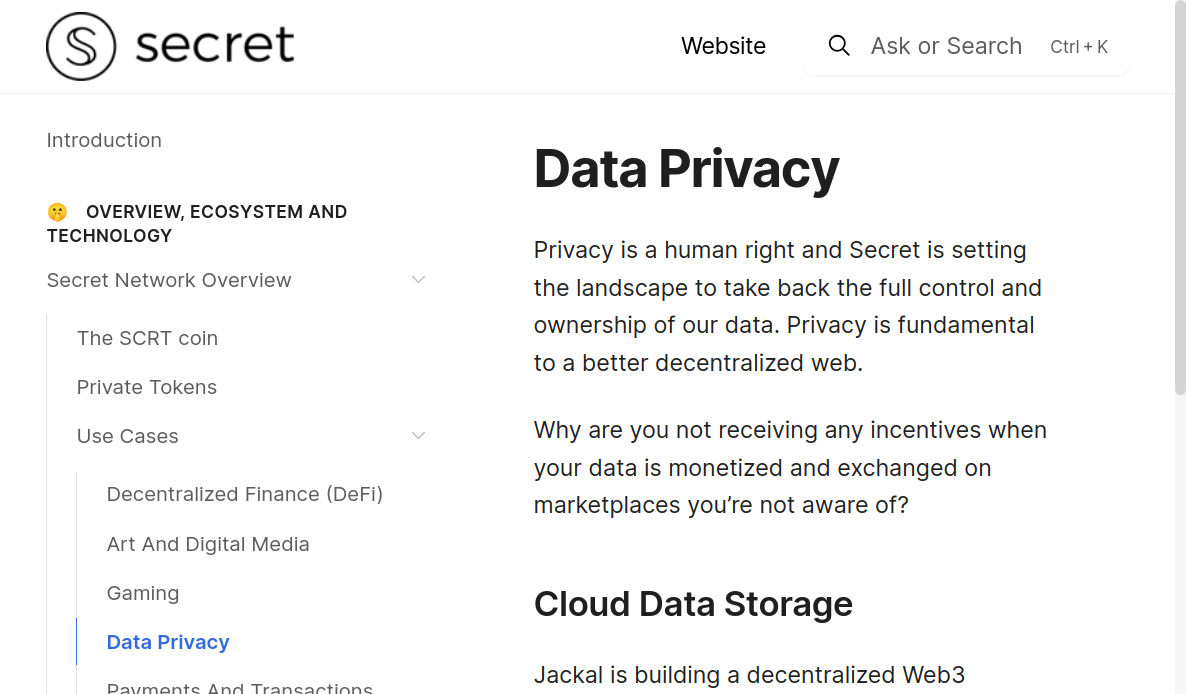 secret
Website
Ask or Search
Ctrl + K
Introduction
OVERVIEW, ECOSYSTEM AND
TECHNOLOGY
Secret Network Overview
The SCRT coin
Private Tokens
Use Cases
Decentralized Finance (DeFi)
Art And Digital Media
Gaming
Data Privacy
Payments And Transactions
Data Privacy
Privacy is a human right and Secret is setting
the landscape to take back the full control and
ownership of our data. Privacy is fundamental
to a better decentralized web.
Why are you not receiving any incentives when
your data is monetized and exchanged on
marketplaces you’re not aware of?
Cloud Data Storage
Jackal is building a decentralized Web3